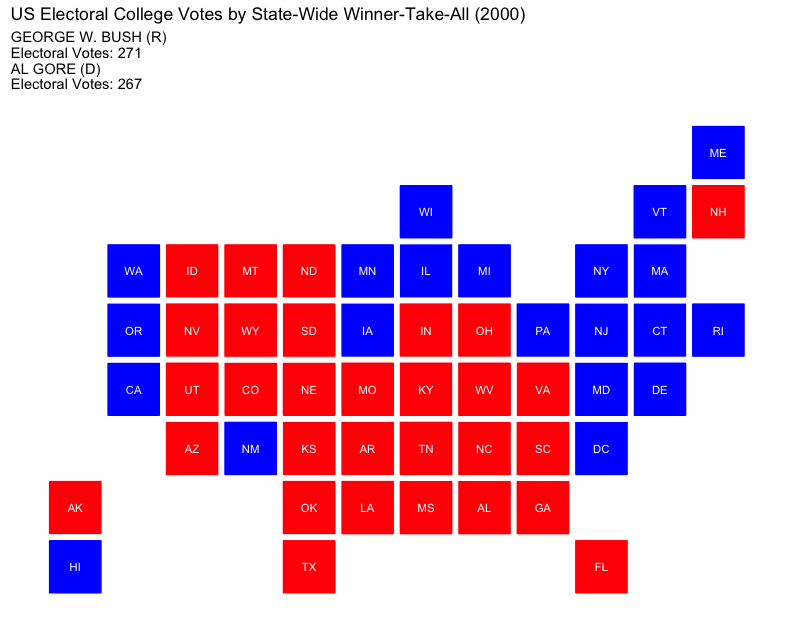 US Electoral College Votes by State-Wide Winner-Take-All (2000)
GEORGE W. BUSH (R)
Electoral Votes: 271
AL GORE (D)
Electoral Votes: 267
ME
WI VT NH
WA ID MT ND MN IL MI NY MA
OR NV WY SD IA IN OH PA NJ CT RI
CA UT CO NE MO KY WV VA MD DE
AZ NM KS AR TN NC SC DC
AK OK LA MS AL GA
HI TX FL